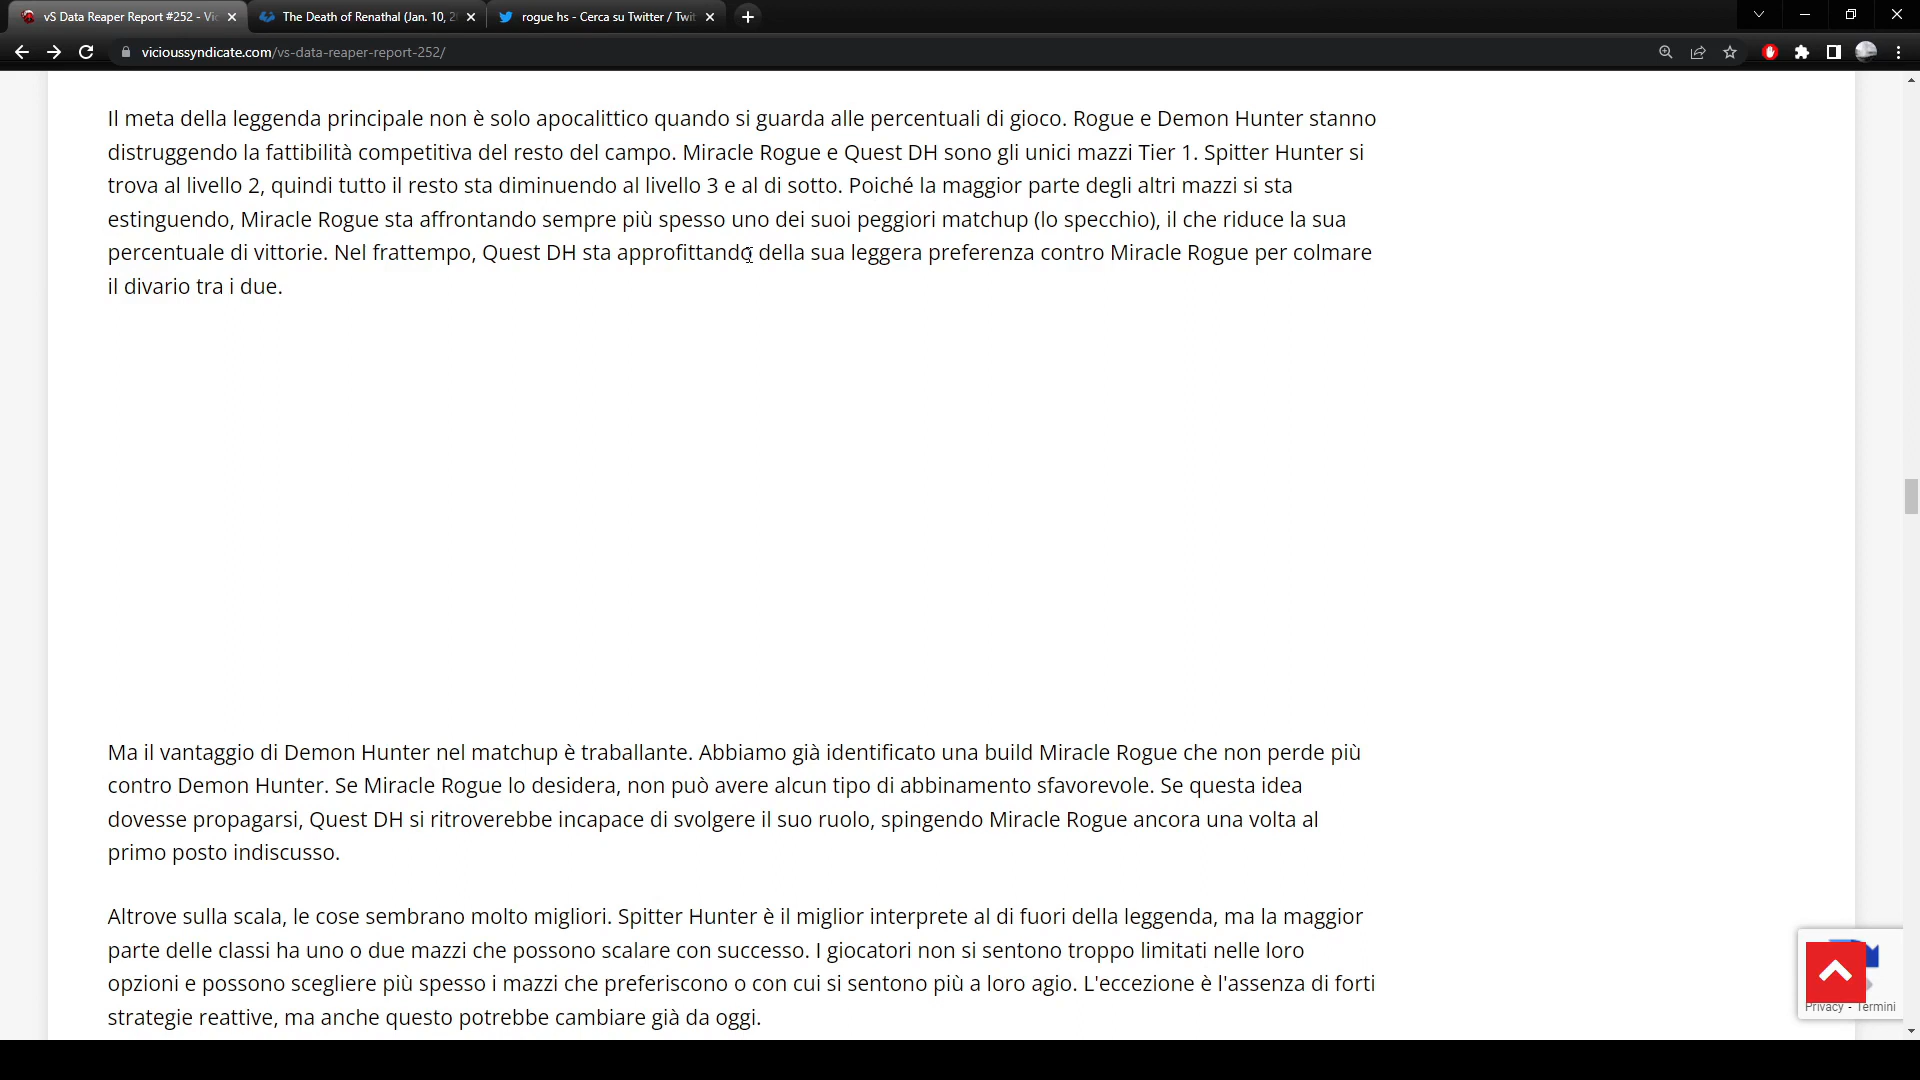 vS Data Reaper Report #252 - Vic
The Death of Renathal (Jan. 10, 2
rogue hs - Cerca su Twitter / Twit
vicioussyndicate.com/vs-data-reaper-report-252/
Il meta della leggenda principale non è solo apocalittico quando si guarda alle percentuali di gioco. Rogue e Demon Hunter stanno
distruggendo la fattibilità competitiva del resto del campo. Miracle Rogue e Quest DH sono gli unici mazzi Tier 1. Spitter Hunter si
trova al livello 2, quindi tutto il resto sta diminuendo al livello 3 e al di sotto. Poiché la maggior parte degli altri mazzi si sta
estinguendo, Miracle Rogue sta affrontando sempre più spesso uno dei suoi peggiori matchup (lo specchio), il che riduce la sua
percentuale di vittorie. Nel frattempo, Quest DH sta approfittando della sua leggera preferenza contro Miracle Rogue per colmare
il divario tra i due.
Ma il vantaggio di Demon Hunter nel matchup è traballante. Abbiamo già identificato una build Miracle Rogue che non perde più
contro Demon Hunter. Se Miracle Rogue lo desidera, non può avere alcun tipo di abbinamento sfavorevole. Se questa idea
dovesse propagarsi, Quest DH si ritroverebbe incapace di svolgere il suo ruolo, spingendo Miracle Rogue ancora una volta al
primo posto indiscusso.
Altrove sulla scala, le cose sembrano molto migliori. Spitter Hunter è il miglior interprete al di fuori della leggenda, ma la maggior
parte delle classi ha uno o due mazzi che possono scalare con successo. I giocatori non si sentono troppo limitati nelle loro
opzioni e possono scegliere più spesso i mazzi che preferiscono o con cui si sentono più a loro agio. L'eccezione è l'assenza di forti
strategie reattive, ma anche questo potrebbe cambiare già da oggi.
Privacy - Termini